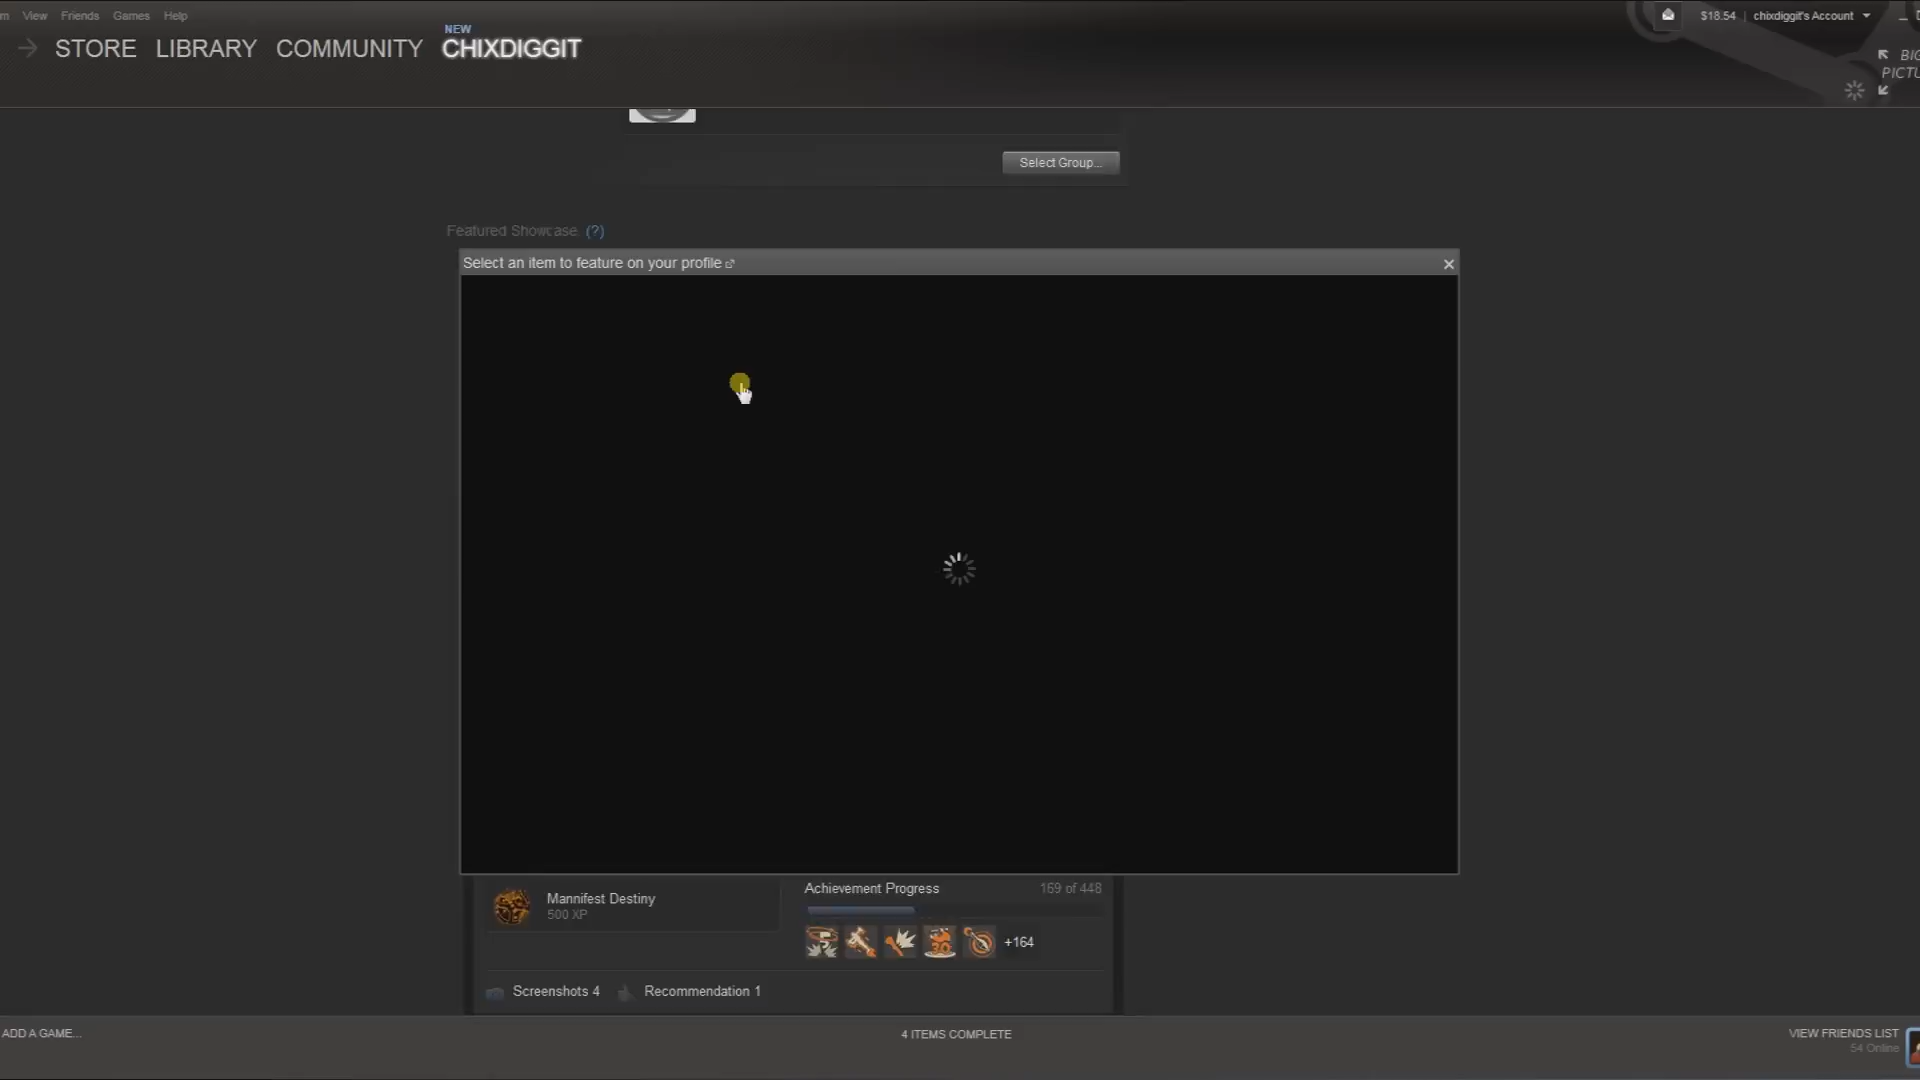 View Friends Games Help
$18.54 | chixdiggit's Account
NEW
STORE LIBRARY COMMUNITY CHIXDIGGIT
Select Group...
Featured Showcase (?)
Select an item to feature on your profile
Mannifest Destiny
500 XP
Achievement Progress 169 of 448
+164
Screenshots 4 Recommendation 1
ADD A GAME...
4 ITEMS COMPLETE
VIEW FRIENDS LIST
54 Online